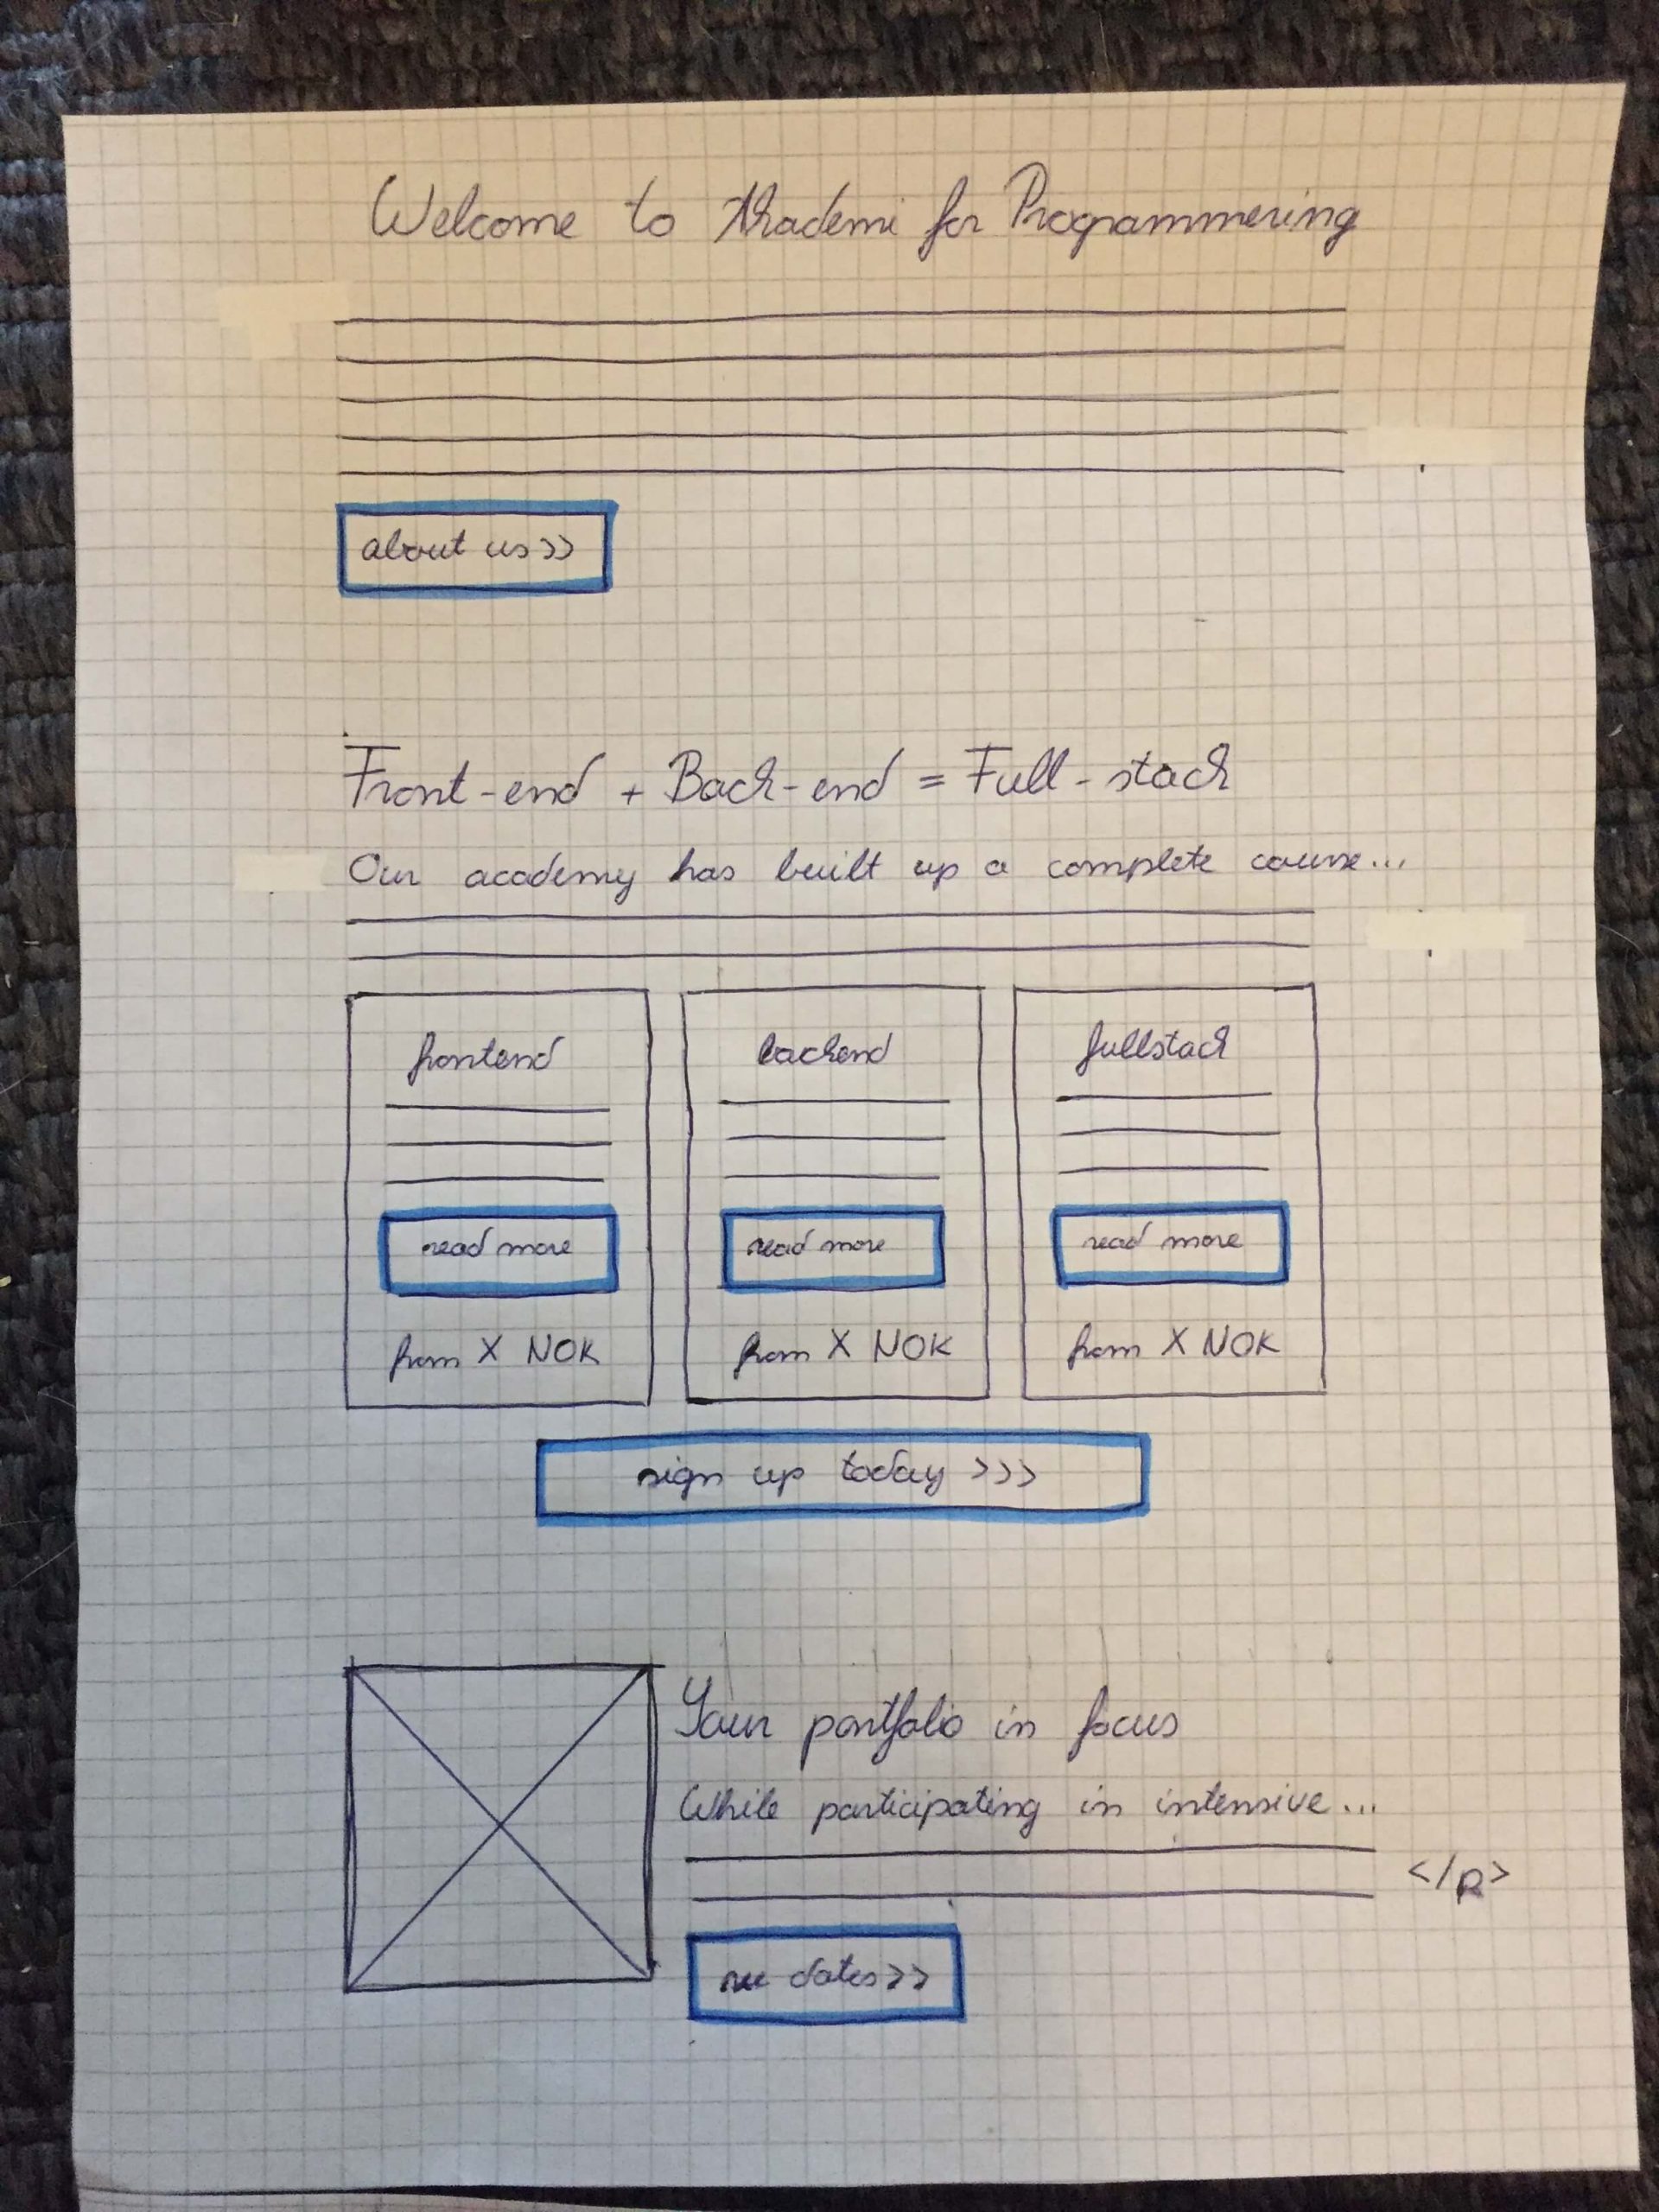 Welcome to Akademi for Programmering
about us>>
Front-end + Back-end = Full-stack
Our academy has built up a complete course...
frontend
backend
fullstack
read more
read more
read more
from X NOK
from X NOK
from X NOK
sign up today >>>
Your portfolio in focus
While participating in intensive...
</p>
see dates>>